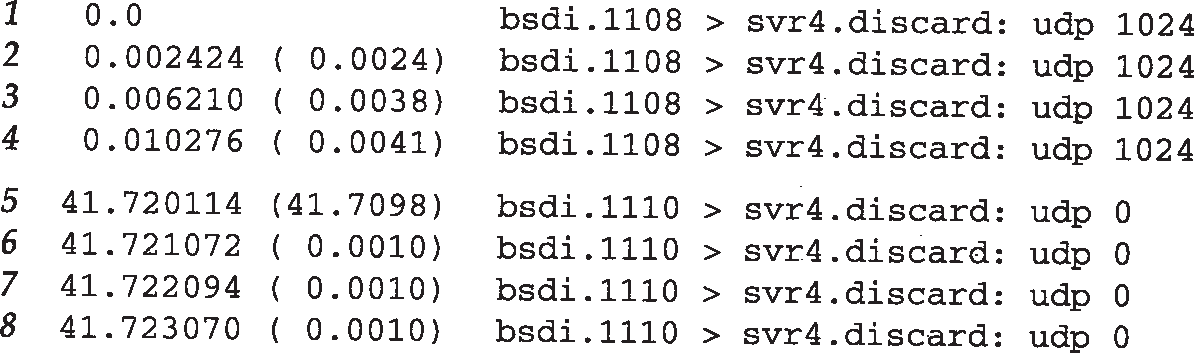 1 0.0 bsdi.1108 > svr4.discard: udp 1024
2 0.002424 ( 0.0024) bsdi.1108 > svr4.discard: udp 1024
3 0.006210 ( 0.0038) bsdi.1108 > svr4.discard: udp 1024
4 0.010276 ( 0.0041) bsdi.1108 > svr4.discard: udp 1024
5 41.720114 (41.7098) bsdi.1110 > svr4.discard: udp 0
6 41.721072 ( 0.0010) bsdi.1110 > svr4.discard: udp 0
7 41.722094 ( 0.0010) bsdi.1110 > svr4.discard: udp 0
8 41.723070 ( 0.0010) bsdi.1110 > svr4.discard: udp 0